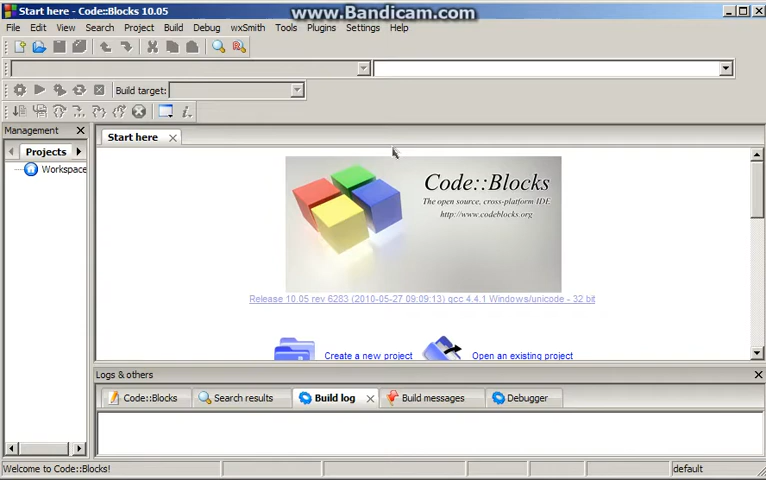 Start here - Code::Blocks 10.05
www.Bandicam.com
File Edit View Search Project Build Debug wxSmith Tools Plugins Settings Help
Build target:
Management
Start here
Projects
Workspace
Code::Blocks
The open source, cross-platform IDE
http://www.codeblocks.org
Release 10.05 rev 6283 (2010-05-27 09:09:13) gcc 4.4.1 Windows/unicode - 32 bit
Create a new project Open an existing project
Logs & others
Code::Blocks Search results Build log Build messages Debugger
Welcome to Code::Blocks! default